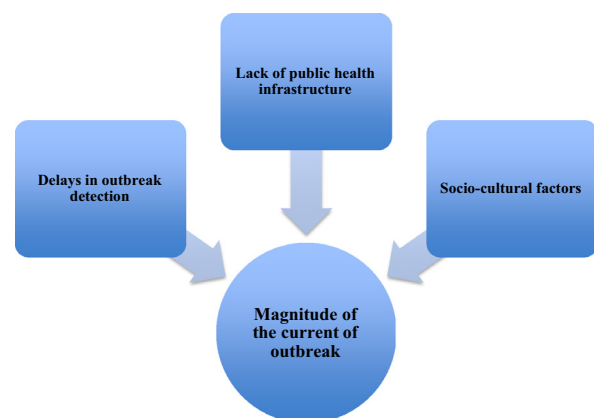 Lack of public health
infrastructure
Delays in outbreak
detection
Socio-cultural factors
Magnitude of
the current of
outbreak